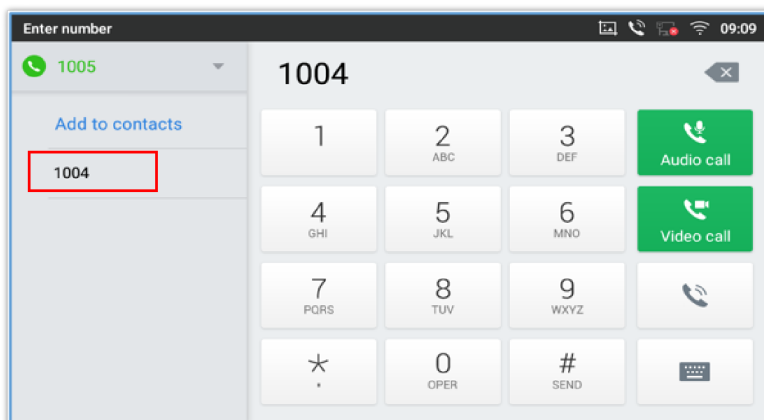 Enter number
09:09
1005
1004
Add to contacts
1004
1
2
ABC
3
DEF
Audio call
4
GHI
5
JKL
6
MNO
Video call
7
PQRS
8
TUV
9
WXYZ
*
0
OPER
#
SEND